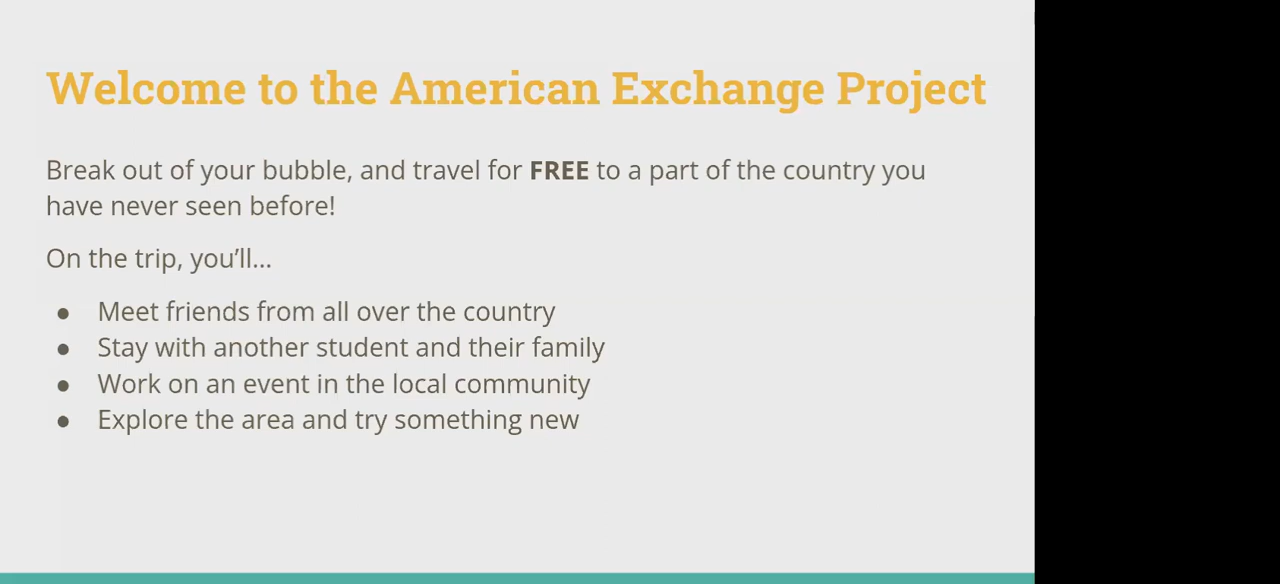 Welcome to the American Exchange Project
Break out of your bubble, and travel for FREE to a part of the country you
have never seen before!
On the trip, you’ll...
● Meet friends from all over the country
● Stay with another student and their family
● Work on an event in the local community
● Explore the area and try something new